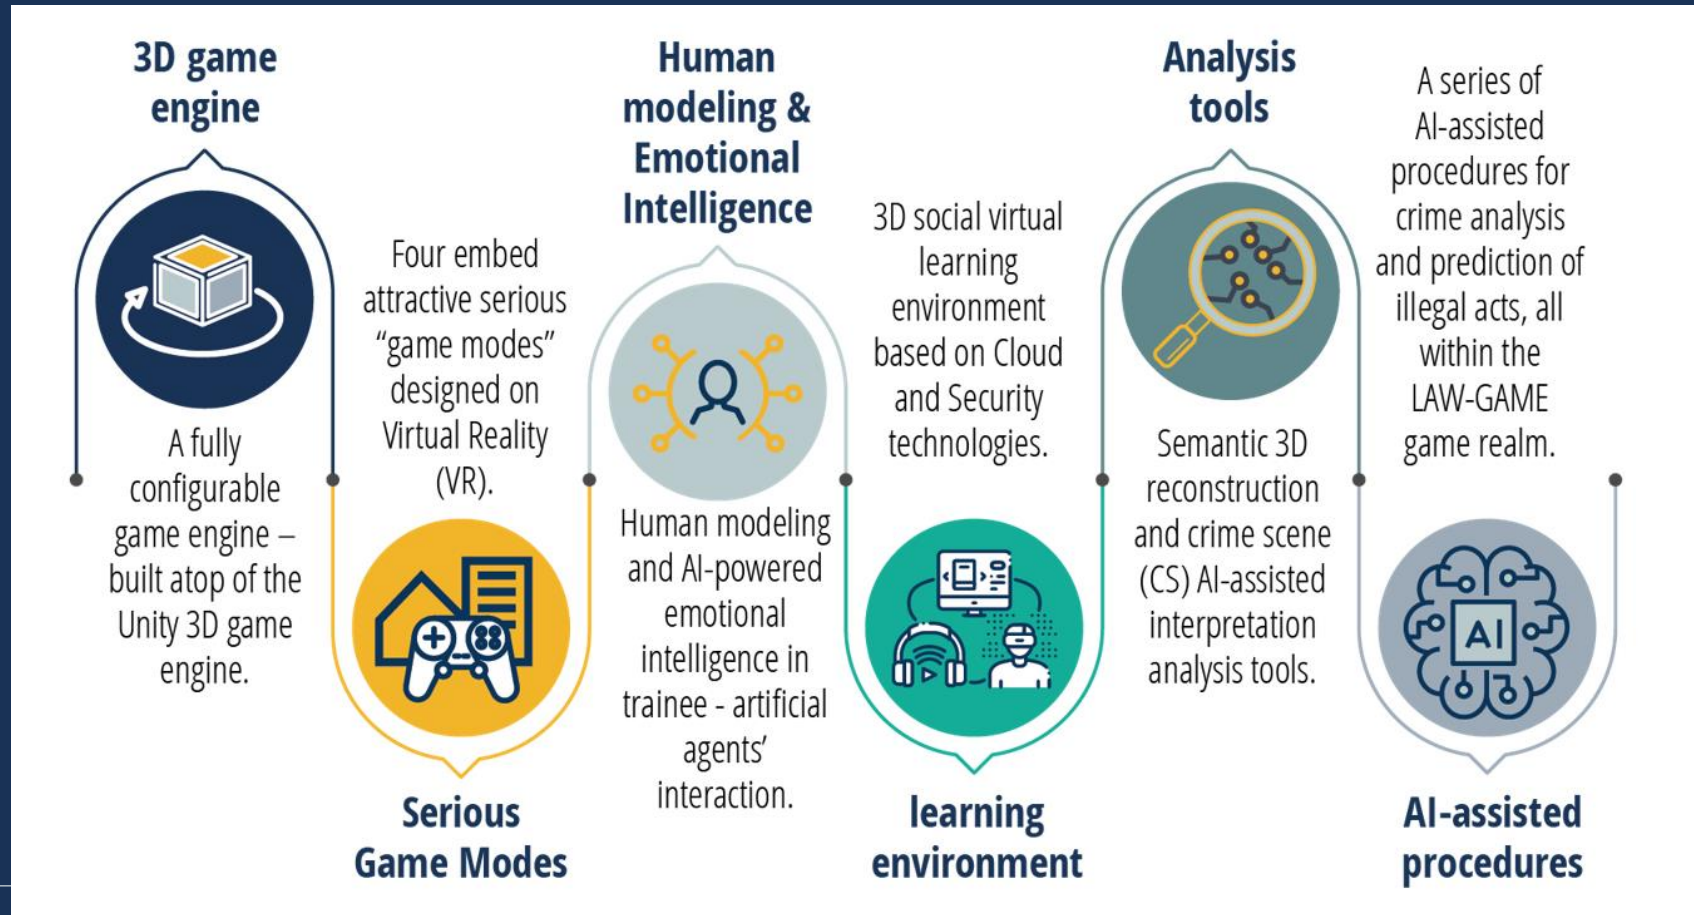 3D game
engine
A fully
configurable
game engine –
built atop of the
Unity 3D game
engine.
Four embed
attractive serious
“game modes”
designed on
Virtual Reality
(VR).
Serious
Game Modes
Human
modeling &
Emotional
Intelligence
Human modeling
and AI-powered
emotional
intelligence in
trainee - artificial
agents’
interaction.
3D social virtual
learning
environment
based on Cloud
and Security
technologies.
learning
environment
Analysis
tools
Semantic 3D
reconstruction
and crime scene
(CS) AI-assisted
interpretation
analysis tools.
A series of
AI-assisted
procedures for
crime analysis
and prediction of
illegal acts, all
within the
LAW-GAME
game realm.
AI
AI-assisted
procedures